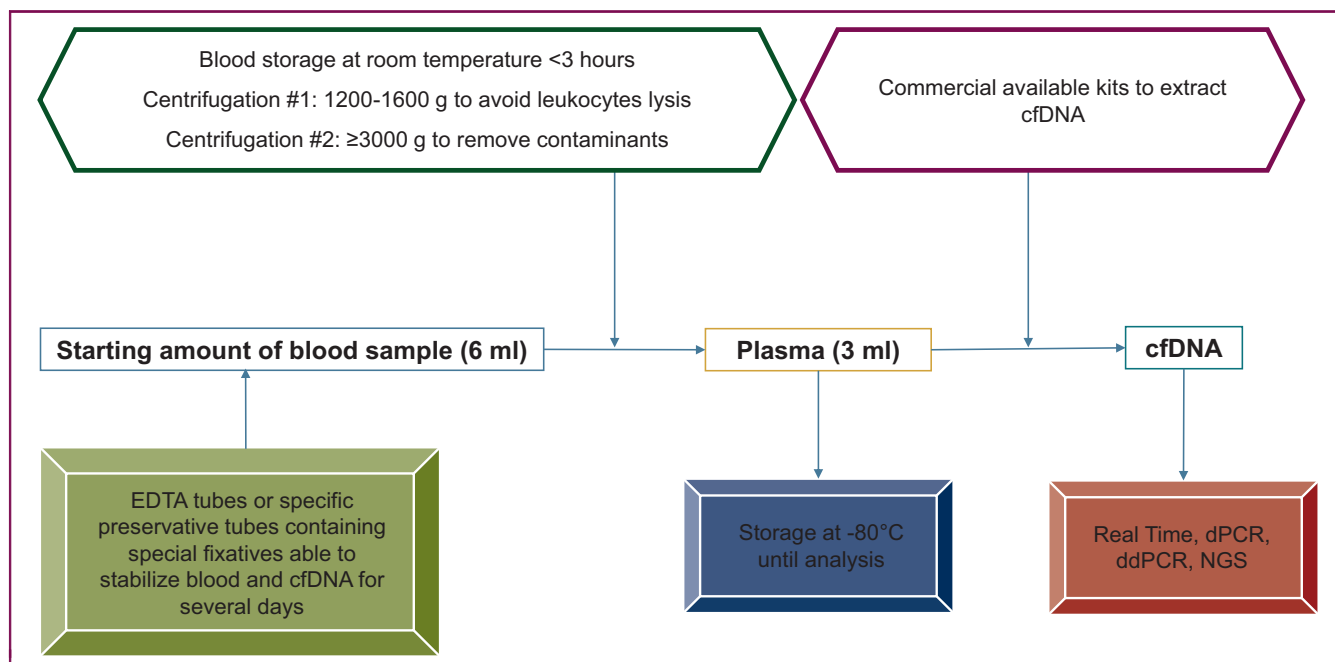 Blood storage at room temperature <3 hours
Centrifugation #1: 1200-1600 g to avoid leukocytes lysis
Centrifugation #2: ≥3000 g to remove contaminants
Commercial available kits to extract
cfDNA
Starting amount of blood sample (6 ml)
Plasma (3 ml)
cfDNA
EDTA tubes or specific
preservative tubes containing
special fixatives able to
stabilize blood and cfDNA for
several days
Storage at -80°C
until analysis
Real Time, dPCR,
ddPCR, NGS